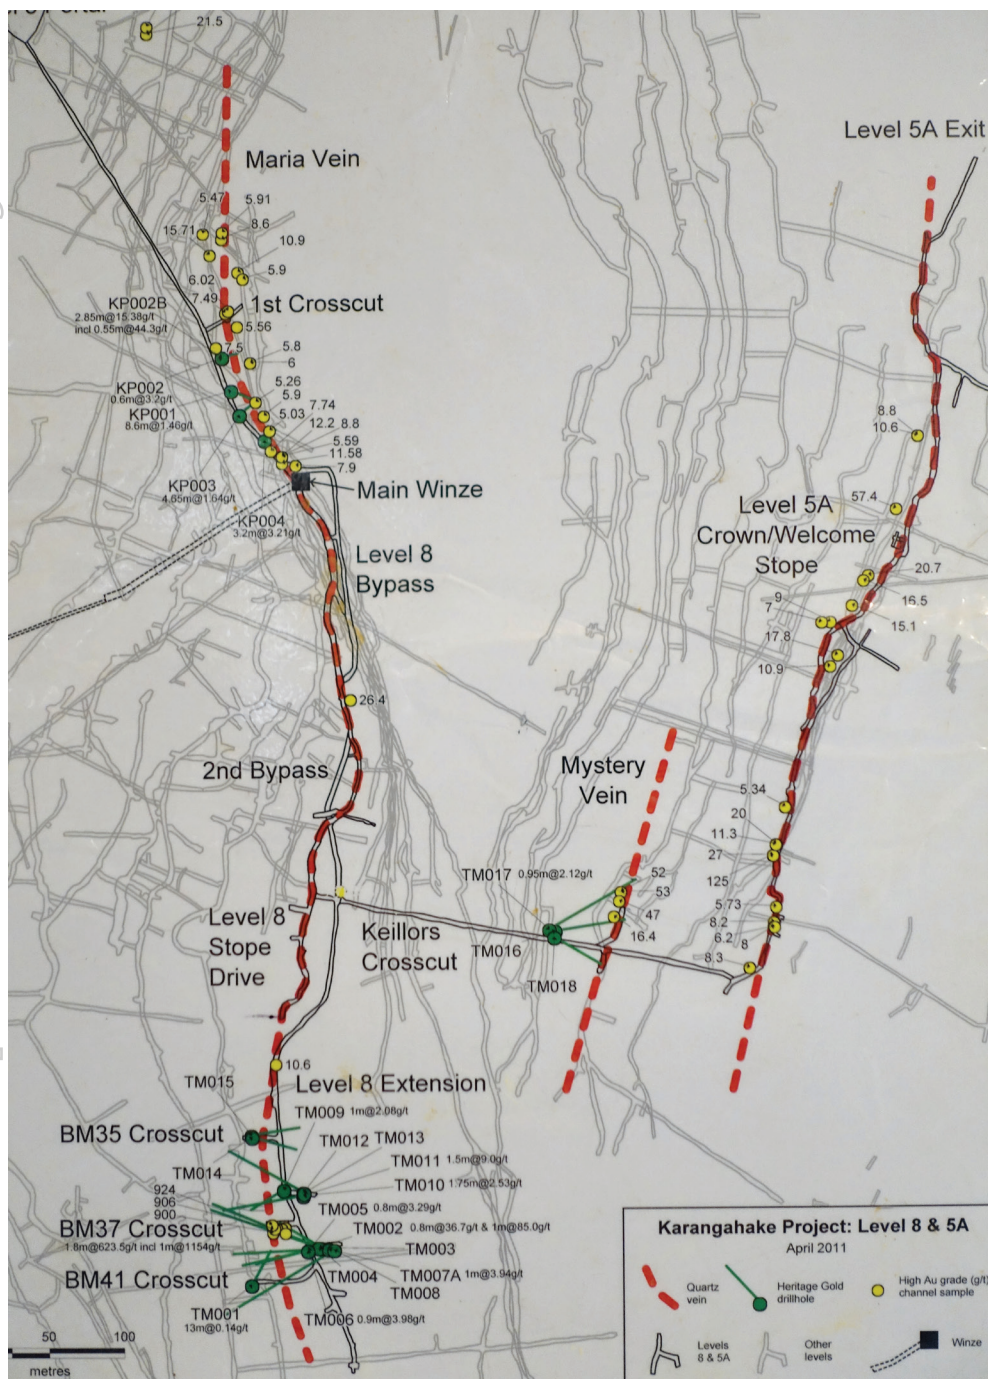 21.5
Maria Vein
Level 5A Exit
5.47
5.91
15.71
8.6
10.9
5.9
6.02
7.49
1st Crosscut
KP002B
2.85m@15.38g/t
incl 0.55m@44.3g/t
5.56
7.5
5.8
6
KP002
0.6m@3.2g/t
5.26
5.9
KP001
8.6m@1.46g/t
5.03
7.74
12.2
8.8
5.59
11.58
7.9
8.8
10.6
KP003
4.65m@1.64g/t
Main Winze
57.4
KP004
3.2m@3.21g/t
Level 5A
Crown/Welcome
Stope
Level 8
Bypass
20.7
9
7
16.5
15.1
17.8
10.9
26.4
2nd Bypass
Mystery
Vein
5.34
20
11.3
27
125
TM017 0.95m@2.12g/t
52
53
47
16.4
5.73
8.2
6.2
8
8.3
Level 8
Stope
Drive
Keillors
Crosscut
TM016
TM018
10.6
TM015
Level 8 Extension
TM009 1m@2.08g/t
BM35 Crosscut
TM012
TM013
TM011 1.5m@9.0g/t
TM014
TM010 1.75m@2.53g/t
924
906
900
TM005 0.8m@3.29g/t
BM37 Crosscut
1.8m@623.5g/t incl 1m@1154g/t
TM002 0.8m@36.7g/t & 1m@85.0g/t
TM003
TM004
TM007A 1m@3.94g/t
BM41 Crosscut
TM008
TM001
13m@0.14g/t
TM006 0.9m@3.98g/t
50
100
metres
Karangahake Project: Level 8 & 5A
April 2011
Quartz
vein
Heritage Gold
drillhole
High Au grade (g/t)
channel sample
Levels
8 & 5A
Other
levels
Winze